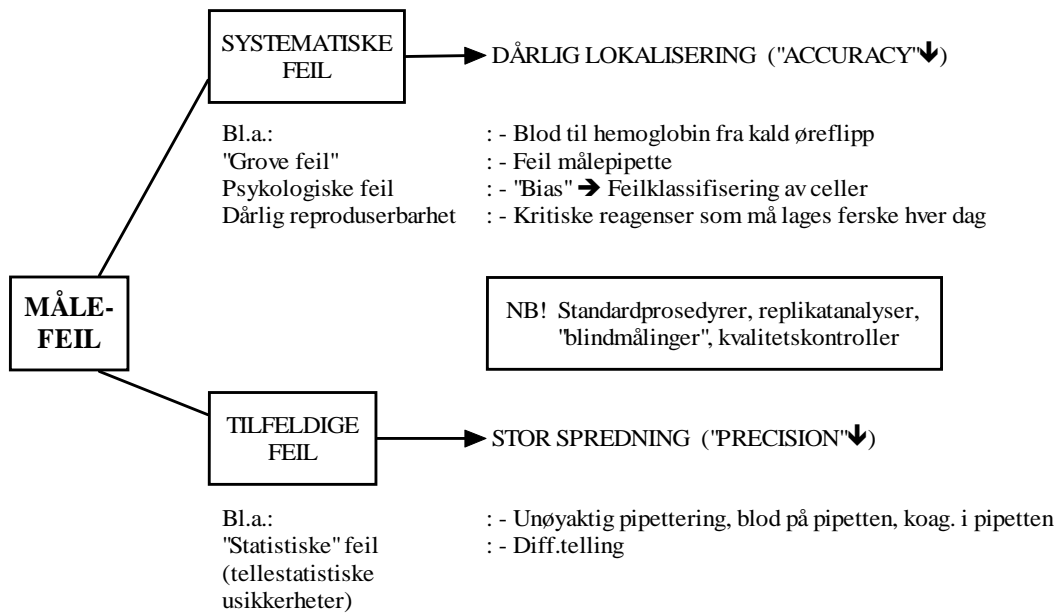 SYSTEMATISKE
FEIL
DÅRLIG LOKALISERING ("ACCURACY"🡻)
Bl.a.: : - Blod til hemoglobin fra kald øreflipp
"Grove feil" : - Feil målepipette
Psykologiske feil : - "Bias" ➔ Feilklassifisering av celler
Dårlig reproduserbarhet : - Kritiske reagenser som må lages ferske hver dag
MÅLE-
FEIL
NB! Standardprosedyrer, replikatanalyser,
"blindmålinger", kvalitetskontroller
TILFELDIGE
FEIL
STOR SPREDNING ("PRECISION"🡻)
Bl.a.: : - Unøyaktig pipettering, blod på pipetten, koag. i pipetten
"Statistiske" feil : - Diff.telling
(tellestatistiske
usikkerheter)